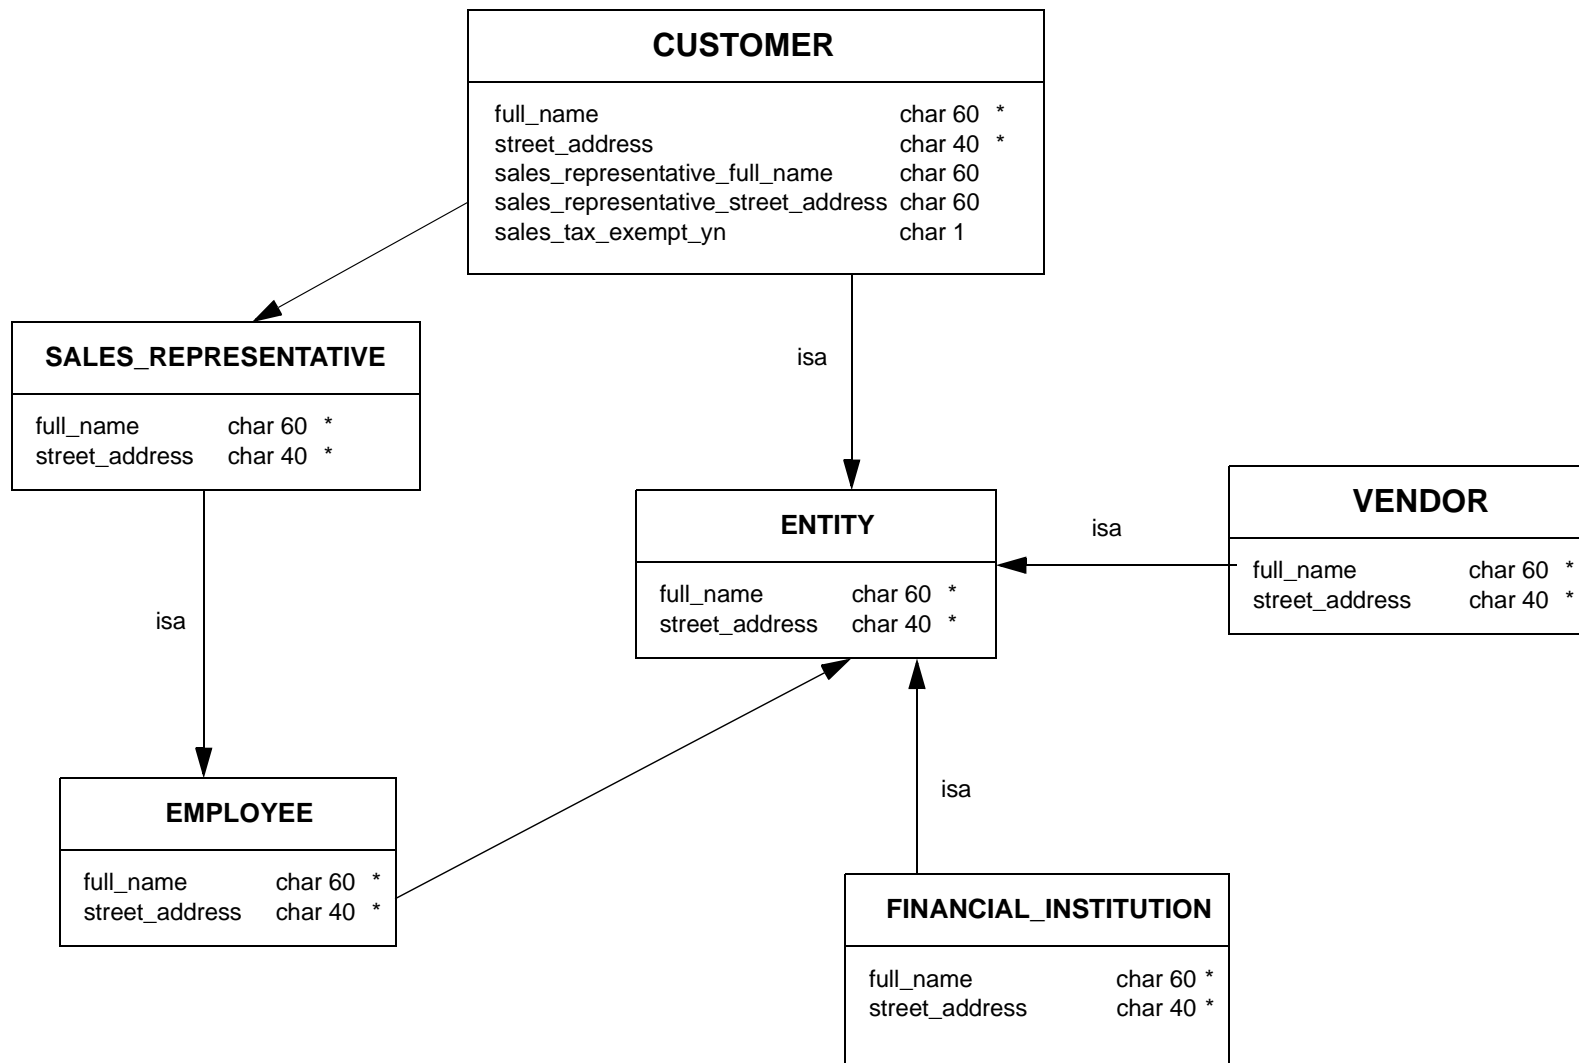 CUSTOMER
full_name char 60 *
street_address char 40 *
sales_representative_full_name char 60
sales_representative_street_address char 60
sales_tax_exempt_yn char 1
SALES_REPRESENTATIVE
full_name char 60 *
street_address char 40 *
isa
ENTITY
full_name char 60 *
street_address char 40 *
isa
VENDOR
full_name char 60 *
street_address char 40 *
isa
EMPLOYEE
full_name char 60 *
street_address char 40 *
isa
FINANCIAL_INSTITUTION
full_name char 60 *
street_address char 40 *